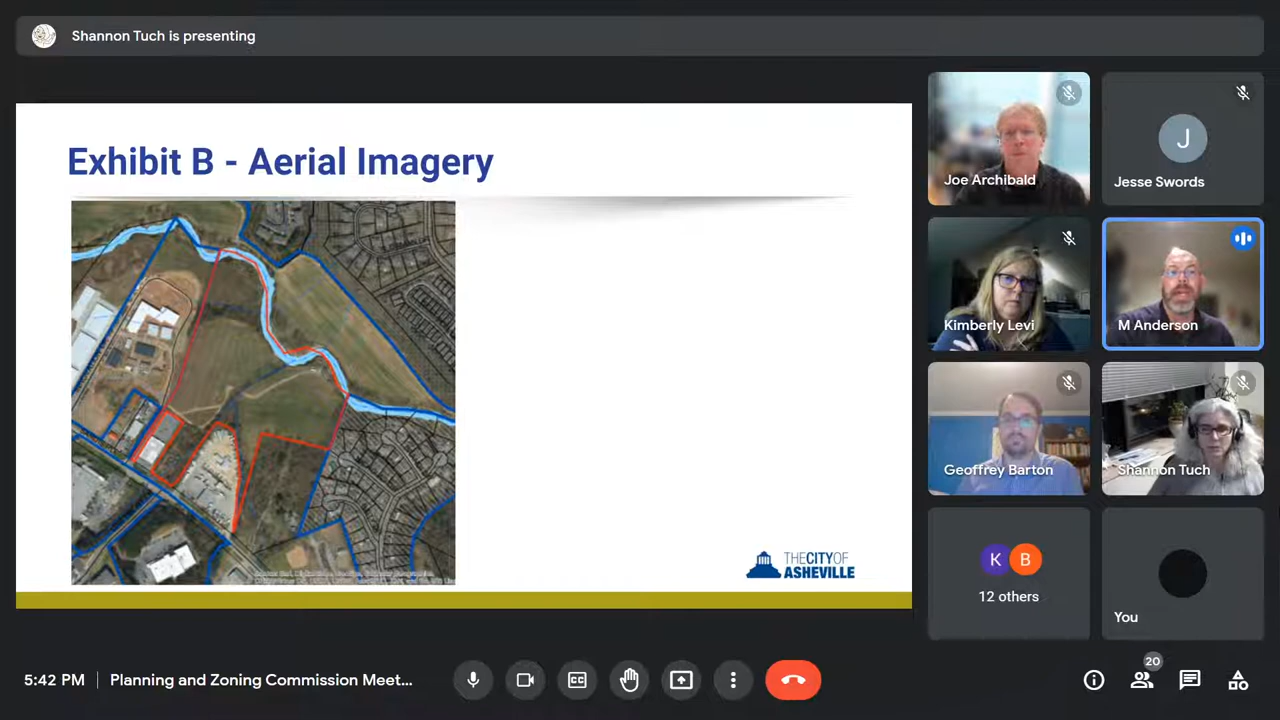 Shannon Tuch is presenting
Exhibit B - Aerial Imagery
THE CITY OF
ASHEVILLE
Joe Archibald
J
Jesse Swords
Kimberly Levi
M Anderson
Geoffrey Barton
Shannon Tuch
K
B
12 others
You
5:42 PM
Planning and Zoning Commission Meet...
CC
20